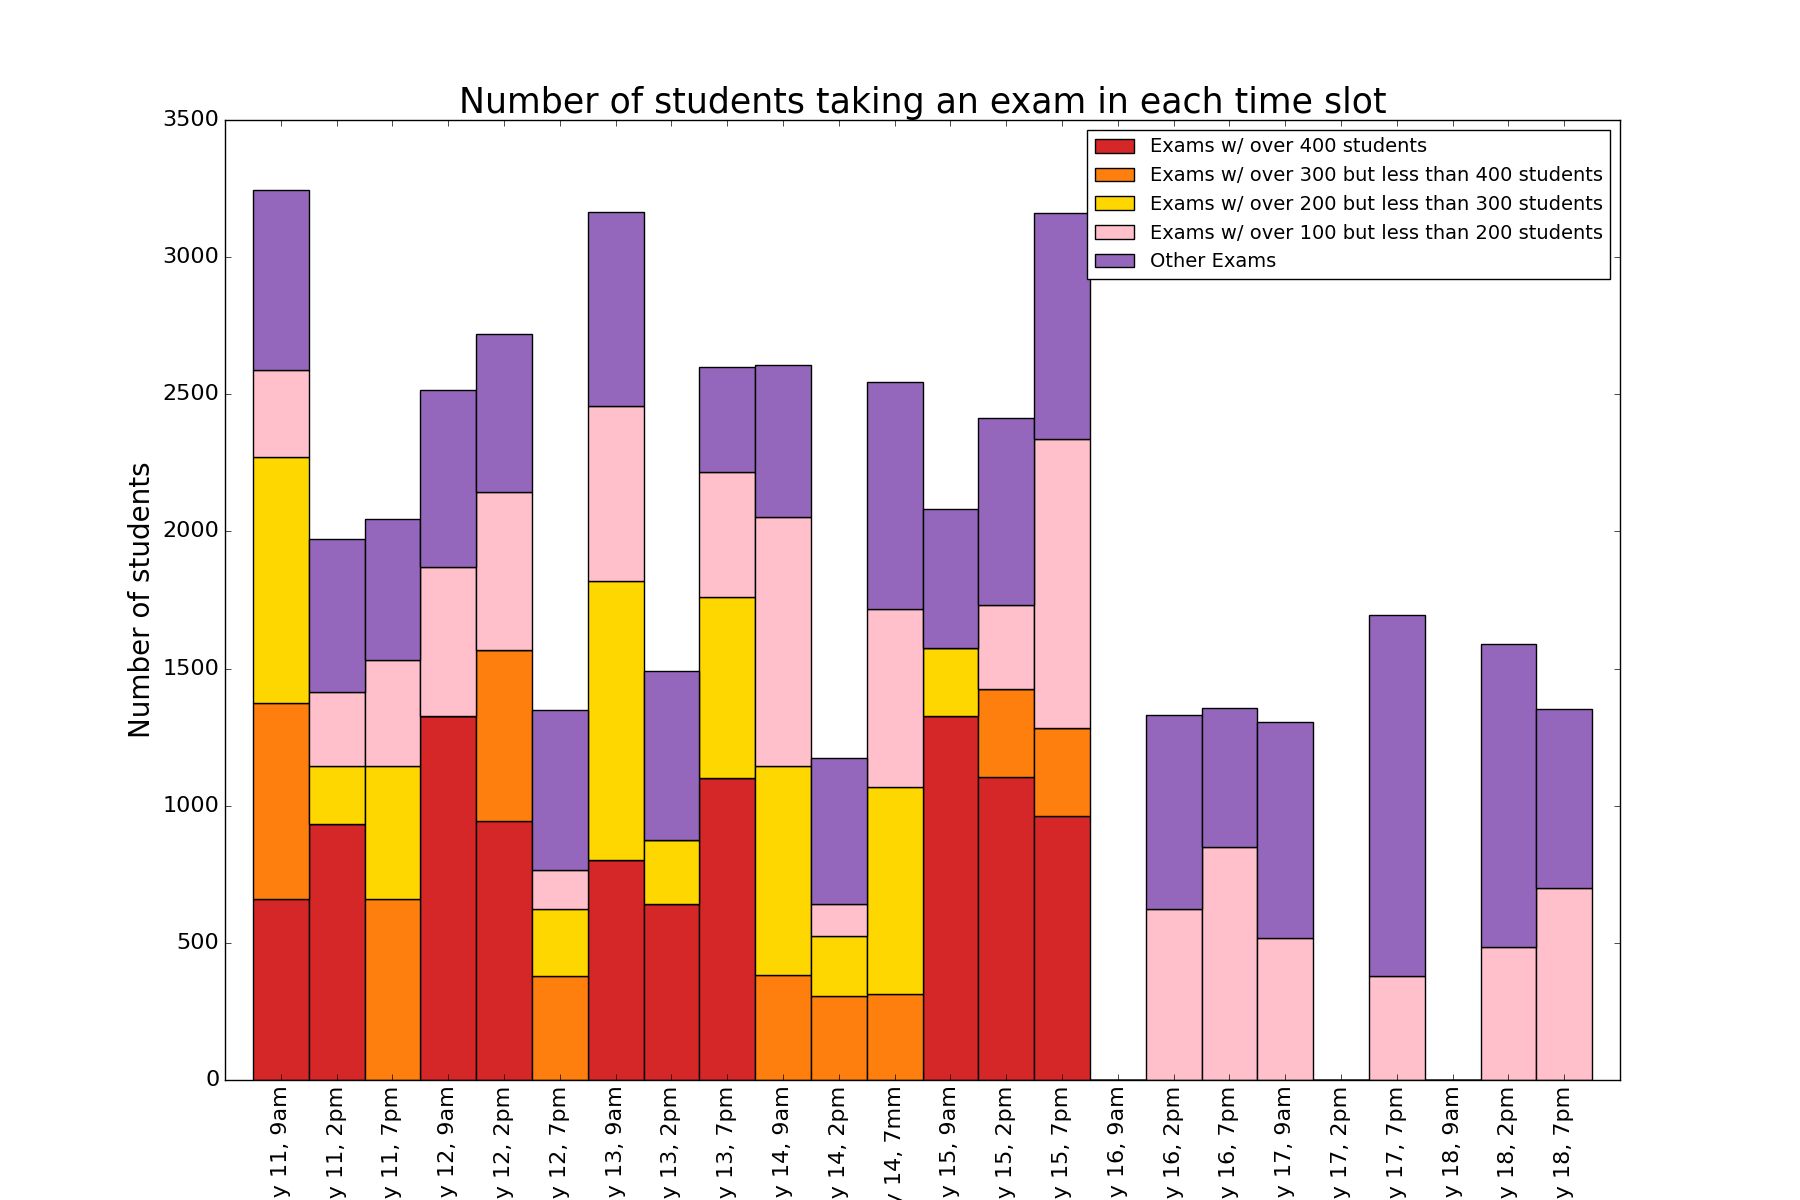 Number of students taking an exam in each time slot
Exams w/ over 400 students
Exams w/ over 300 but less than 400 students
Exams w/ over 200 but less than 300 students
Exams w/ over 100 but less than 200 students
Other Exams
Number of students
3500
3000
2500
2000
1500
1000
500
0
y 11, 9am
y 11, 2pm
y 11, 7pm
y 12, 9am
y 12, 2pm
y 12, 7pm
y 13, 9am
y 13, 2pm
y 13, 7pm
y 14, 9am
y 14, 2pm
y 14, 7mm
y 15, 9am
y 15, 2pm
y 15, 7pm
y 16, 9am
y 16, 2pm
y 16, 7pm
y 17, 9am
y 17, 2pm
y 17, 7pm
y 18, 9am
y 18, 2pm
y 18, 7pm